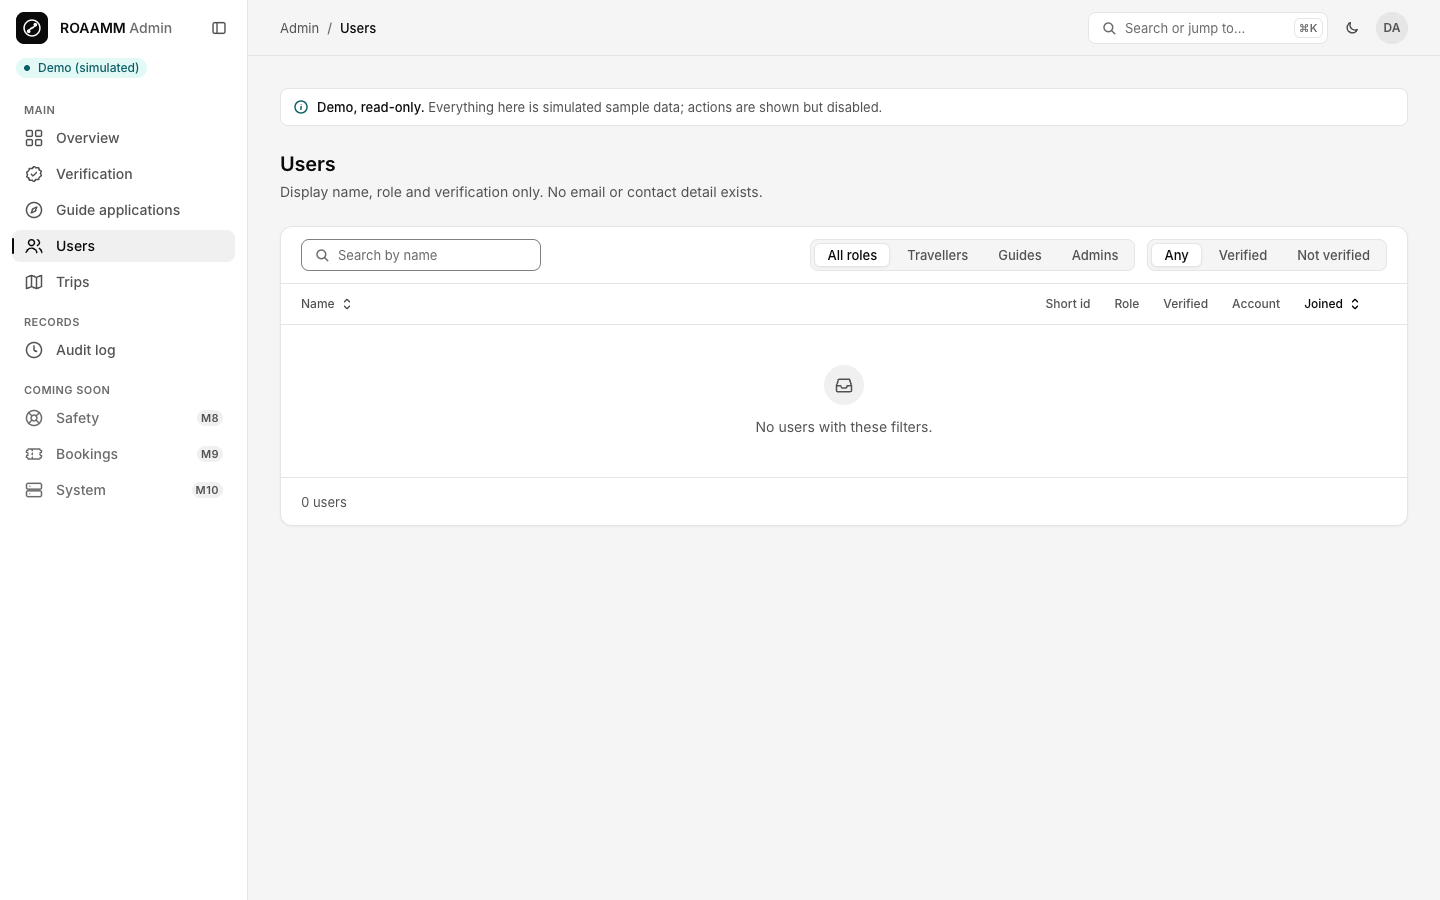 ROAAMM Admin
Demo (simulated)
MAIN
Overview
Verification
Guide applications
Users
Trips
RECORDS
Audit log
COMING SOON
Safety M8
Bookings M9
System M10
Admin / Users
Search or jump to... ⌘K
DA
Demo, read-only. Everything here is simulated sample data; actions are shown but disabled.
Users
Display name, role and verification only. No email or contact detail exists.
Search by name
All roles Travellers Guides Admins
Any Verified Not verified
Name Short id Role Verified Account Joined
No users with these filters.
0 users